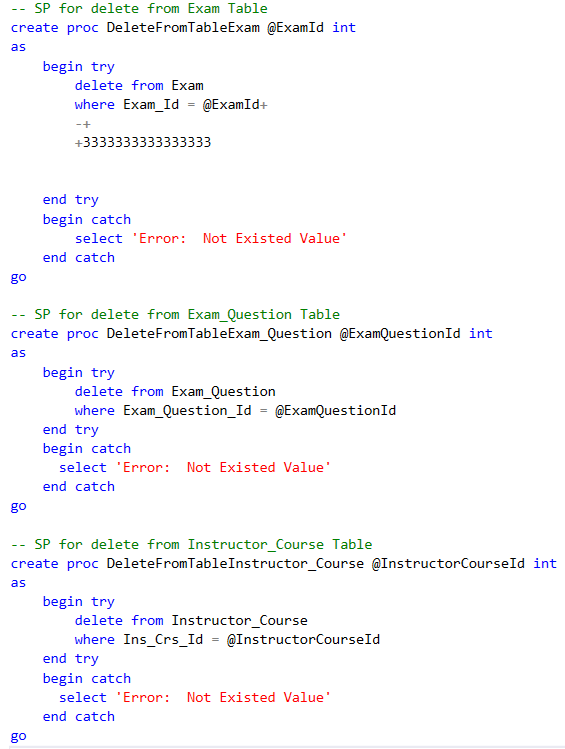 -- SP for delete from Exam Table
create proc DeleteFromTableExam @ExamId int
as
    begin try
        delete from Exam
        where Exam_Id = @ExamId+
        -+
        +3333333333333333
    end try
    begin catch
        select 'Error:  Not Existed Value'
    end catch
go
-- SP for delete from Exam_Question Table
create proc DeleteFromTableExam_Question @ExamQuestionId int
as
    begin try
        delete from Exam_Question
        where Exam_Question_Id = @ExamQuestionId
    end try
    begin catch
      select 'Error:  Not Existed Value'
    end catch
go
-- SP for delete from Instructor_Course Table
create proc DeleteFromTableInstructor_Course @InstructorCourseId int
as
    begin try
        delete from Instructor_Course
        where Ins_Crs_Id = @InstructorCourseId
    end try
    begin catch
      select 'Error:  Not Existed Value'
    end catch
go